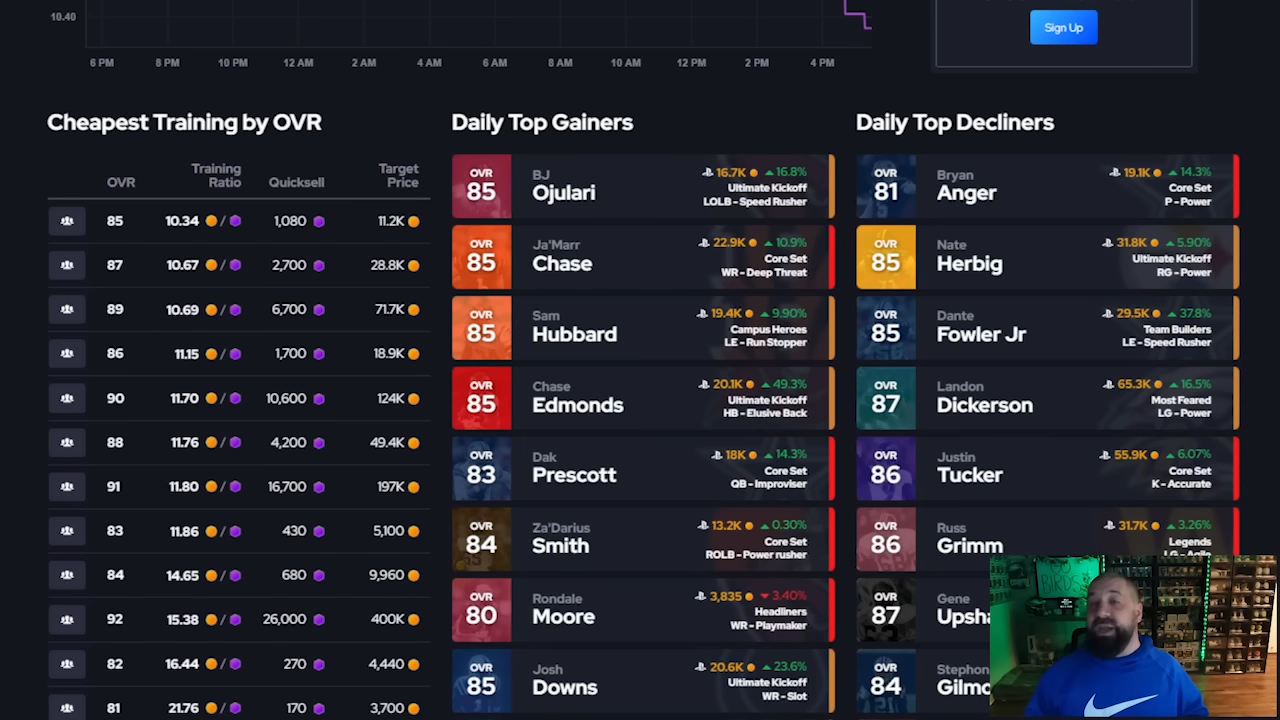 10.40
6 PM 8 PM 10 PM 12 AM 2 AM 4 AM 6 AM 8 AM 10 AM 12 PM 2 PM 4 PM
Sign Up
Cheapest Training by OVR
OVR Training Ratio Quicksell Target Price
85 10.34 / 1,080 11.2K
87 10.67 / 2,700 28.8K
89 10.69 / 6,700 71.7K
86 11.15 / 1,700 18.9K
90 11.70 / 10,600 124K
88 11.76 / 4,200 49.4K
91 11.80 / 16,700 197K
83 11.86 / 430 5,100
84 14.65 / 680 9,960
92 15.38 / 26,000 400K
82 16.44 / 270 4,440
81 21.76 / 170 3,700
Daily Top Gainers
OVR BJ 16.7K 16.8%
85 Ojulari Ultimate Kickoff
LOLB - Speed Rusher
OVR Ja'Marr 22.9K 10.9%
85 Chase Core Set
WR - Deep Threat
OVR Sam 19.4K 9.90%
85 Hubbard Campus Heroes
LE - Run Stopper
OVR Chase 20.1K 49.3%
85 Edmonds Ultimate Kickoff
HB - Elusive Back
OVR Dak 18K 14.3%
83 Prescott Core Set
QB - Improviser
OVR Za'Darius 13.2K 0.30%
84 Smith Core Set
ROLB - Power rusher
OVR Rondale 3,835 3.40%
80 Moore Headliners
WR - Playmaker
OVR Josh 20.6K 23.6%
85 Downs Ultimate Kickoff
WR - Slot
Daily Top Decliners
OVR Bryan 19.1K 14.3%
81 Anger Core Set
P - Power
OVR Nate 31.8K 5.90%
85 Herbig Ultimate Kickoff
RG - Power
OVR Dante 29.5K 37.8%
85 Fowler Jr Team Builders
LE - Speed Rusher
OVR Landon 65.3K 16.5%
87 Dickerson Most Feared
LG - Power
OVR Justin 55.9K 6.07%
86 Tucker Core Set
K - Accurate
OVR Russ 31.7K 3.26%
86 Grimm Legends
LG - Agile
OVR Gene
87 Upsha
OVR Stephon
84 Gilmo
BIRDS